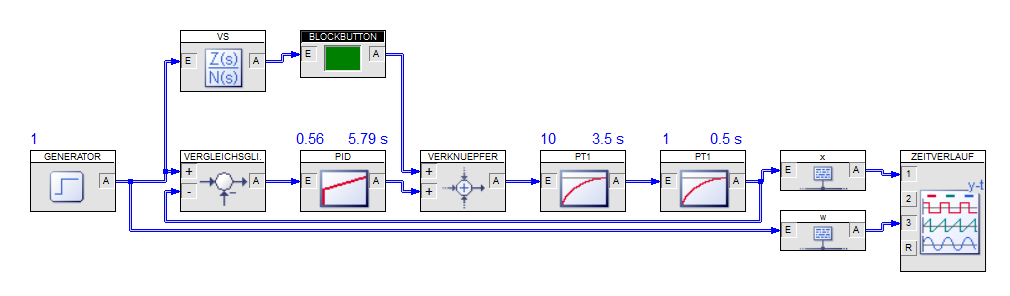 VS
BLOCKBUTTON
E
Z(s)
N(s)
A
E
A
1
0.56
5.79 s
10
3.5 s
1
0.5 s
GENERATOR
VERGLEICHSGLI.
PID
VERKNUEPFER
PT1
PT1
x
ZEITVERLAUF
A
+
-
A
E
A
+
+
A
E
A
E
A
E
A
1
2
3
R
y-t
w
E
A